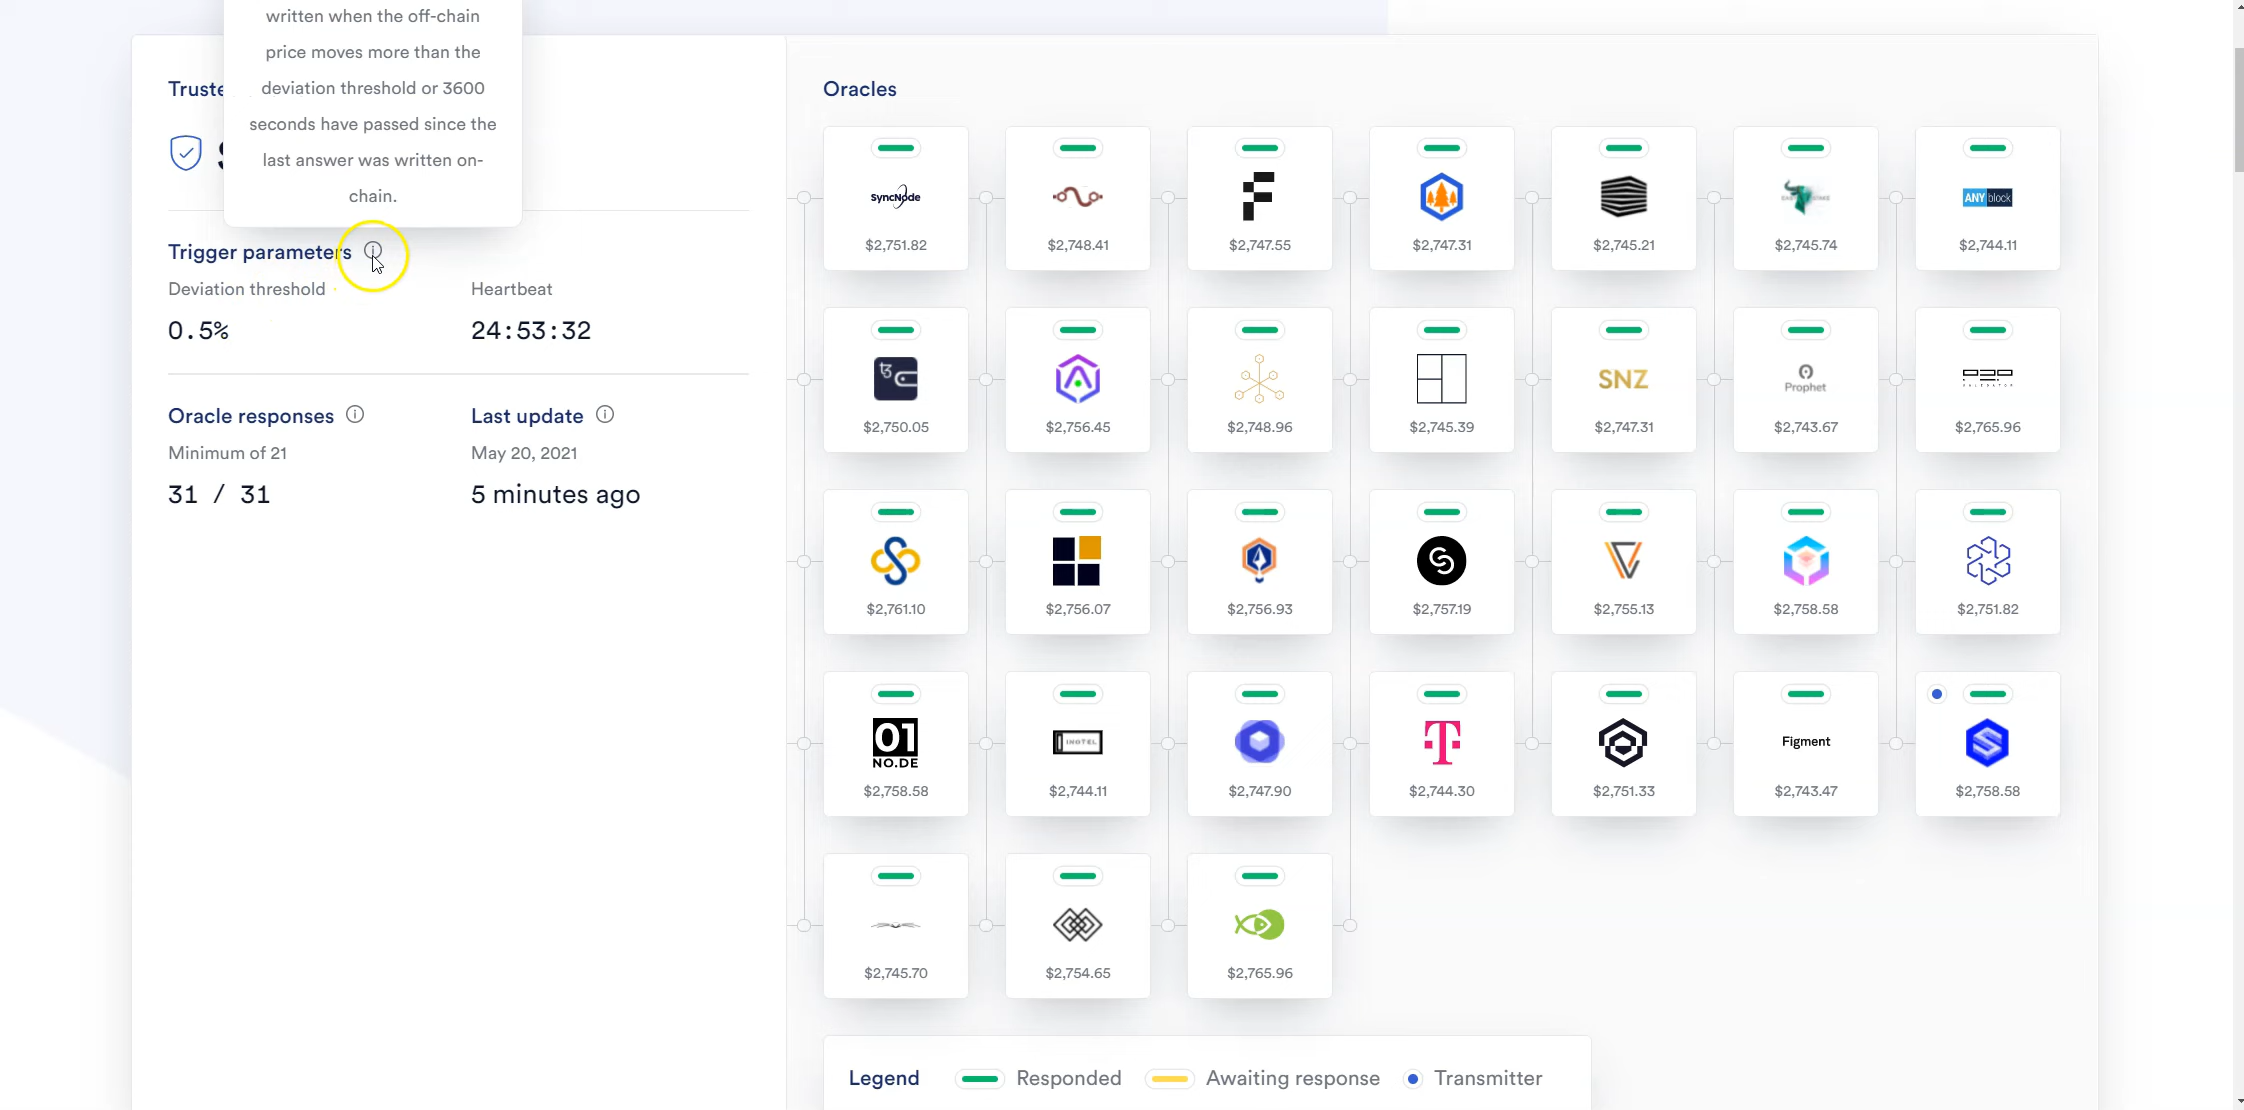 written when the off-chain
price moves more than the
deviation threshold or 3600
seconds have passed since the
last answer was written on-
chain.
Trigger parameters
Deviation threshold
0.5%
Heartbeat
24:53:32
Oracle responses
Minimum of 21
31 / 31
Last update
May 20, 2021
5 minutes ago
Oracles
SyncNode
ANY block
$2,751.82 $2,748.41 $2,747.55 $2,747.31 $2,745.21 $2,745.74 $2,744.11
SNZ
Prophet
$2,750.05 $2,756.45 $2,748.96 $2,745.39 $2,747.31 $2,743.67 $2,765.96
$2,761.10 $2,756.07 $2,756.93 $2,757.19 $2,755.13 $2,758.58 $2,751.82
01
NO.DE
INOTEL
T
Figment
$2,758.58 $2,744.11 $2,747.90 $2,744.30 $2,751.33 $2,743.47 $2,758.58
$2,745.70 $2,754.65 $2,765.96
Legend Responded Awaiting response Transmitter